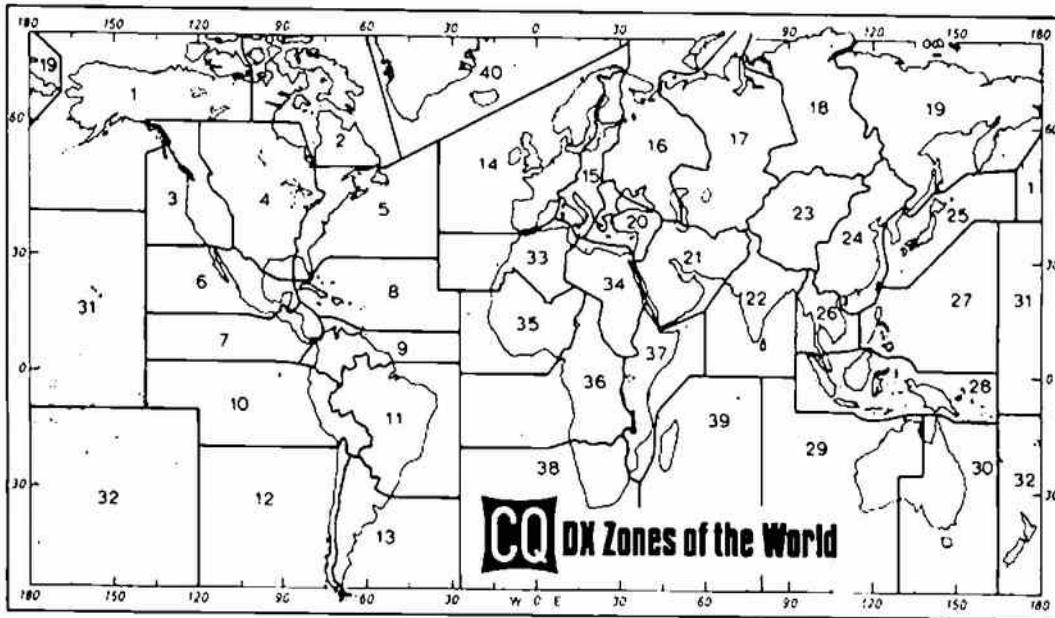 180 150 120 90 60 30 0 30 60 90 120 150 180
19 1 2 40 14 15 16 17 18 19
60 60
3 4 5 20 21 22 23 24 25 1
30
31 6 8 33 34 35 26 27 31
7 9 37
0 0
10 11 36 39 28
29 30
30 32 12 13 38 32 30
CQ DX Zones of the World
180 150 120 90 60 30 W 0 E 30 60 90 120 150 180